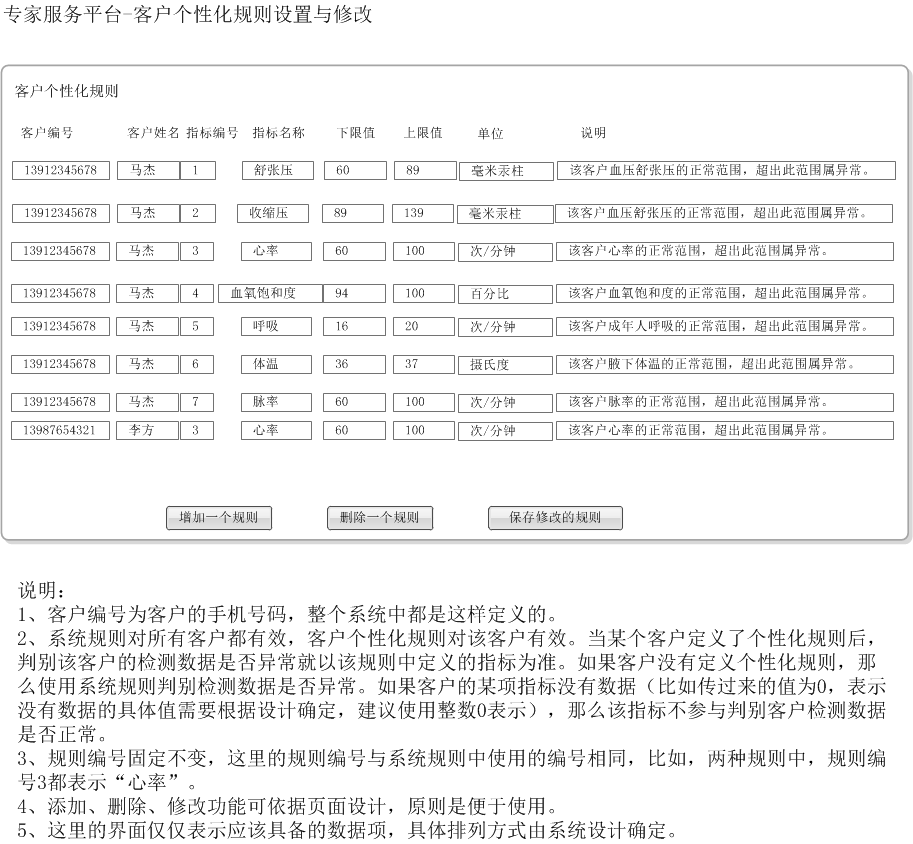 专家服务平台-客户个性化规则设置与修改
客户个性化规则
客户编号 客户姓名 指标编号 指标名称 下限值 上限值 单位 说明
13912345678 马杰 1 舒张压 60 89 毫米汞柱 该客户血压舒张压的正常范围，超出此范围属异常。
13912345678 马杰 2 收缩压 89 139 毫米汞柱 该客户血压舒张压的正常范围，超出此范围属异常。
13912345678 马杰 3 心率 60 100 次/分钟 该客户心率的正常范围，超出此范围属异常。
13912345678 马杰 4 血氧饱和度 94 100 百分比 该客户血氧饱和度的正常范围，超出此范围属异常。
13912345678 马杰 5 呼吸 16 20 次/分钟 该客户成年人呼吸的正常范围，超出此范围属异常。
13912345678 马杰 6 体温 36 37 摄氏度 该客户腋下体温的正常范围，超出此范围属异常。
13912345678 马杰 7 脉率 60 100 次/分钟 该客户脉率的正常范围，超出此范围属异常。
13987654321 李方 3 心率 60 100 次/分钟 该客户心率的正常范围，超出此范围属异常。
增加一个规则 删除一个规则 保存修改的规则
说明：
1、客户编号为客户的手机号码，整个系统中都是这样定义的。
2、系统规则对所有客户都有效，客户个性化规则对该客户有效。当某个客户定义了个性化规则后，
判别该客户的检测数据是否异常就以该规则中定义的指标为准。如果客户没有定义个性化规则，那
么使用系统规则判别检测数据是否异常。如果客户的某项指标没有数据（比如传过来的值为0，表示
没有数据的具体值需要根据设计确定，建议使用整数0表示），那么该指标不参与判别客户检测数据
是否正常。
3、规则编号固定不变，这里的规则编号与系统规则中使用的编号相同，比如，两种规则中，规则编
号3都表示“心率”。
4、添加、删除、修改功能可依据页面设计，原则是便于使用。
5、这里的界面仅仅表示应该具备的数据项，具体排列方式由系统设计确定。